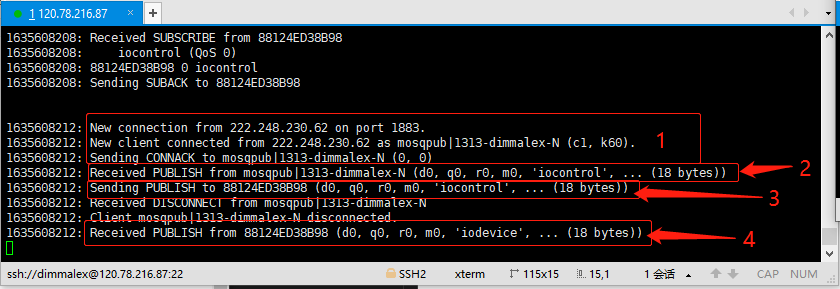 1 120.78.216.87 × +
1635608208: Received SUBSCRIBE from 88124ED38B98
1635608208:     iocontrol (QoS 0)
1635608208: 88124ED38B98 0 iocontrol
1635608208: Sending SUBACK to 88124ED38B98
1635608212: New connection from 222.248.230.62 on port 1883.
1635608212: New client connected from 222.248.230.62 as mosqpub|1313-dimmalex-N (c1, k60).
1635608212: Sending CONNACK to mosqpub|1313-dimmalex-N (0, 0)
1635608212: Received PUBLISH from mosqpub|1313-dimmalex-N (d0, q0, r0, m0, 'iocontrol', ... (18 bytes))
1635608212: Sending PUBLISH to 88124ED38B98 (d0, q0, r0, m0, 'iocontrol', ... (18 bytes))
1635608212: Received DISCONNECT from mosqpub|1313-dimmalex-N
1635608212: Client mosqpub|1313-dimmalex-N disconnected.
1635608212: Received PUBLISH from 88124ED38B98 (d0, q0, r0, m0, 'iodevice', ... (18 bytes))
1
2
3
4
ssh://dimmalex@120.78.216.87:22 SSH2 xterm 115x15 15,1 1 会话 CAP NUM